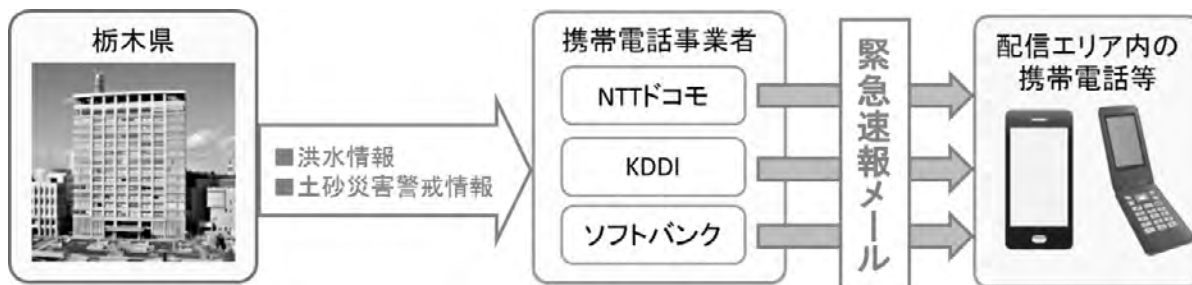 栃木県
■洪水情報
■土砂災害警戒情報
携帯電話事業者
NTTドコモ
KDDI
ソフトバンク
緊急速報メール
配信エリア内の
携帯電話等